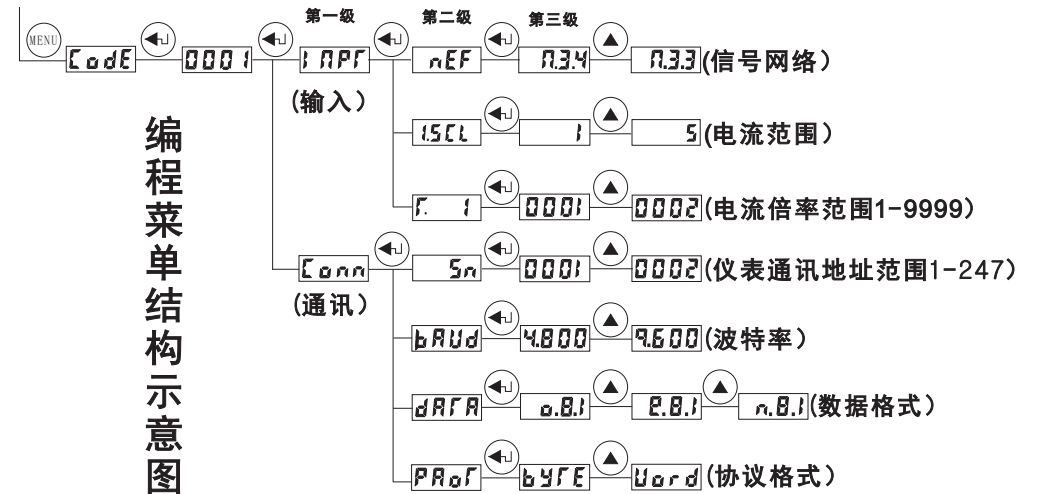 第一级 第二级 第三级
MENU CodE 0001 INPT nEF N.3.4 N.3.3 (信号网络)
(输入)
I.SCL 1 5 (电流范围)
T. I 0001 0002 (电流倍率范围1-9999)
Conn Sn 0001 0002 (仪表通讯地址范围1-247)
(通讯)
bAUd 4.800 9.600 (波特率)
dATA o.8.1 e.8.1 n.8.1 (数据格式)
PRoT bYTE Word (协议格式)
编程菜单结构示意图